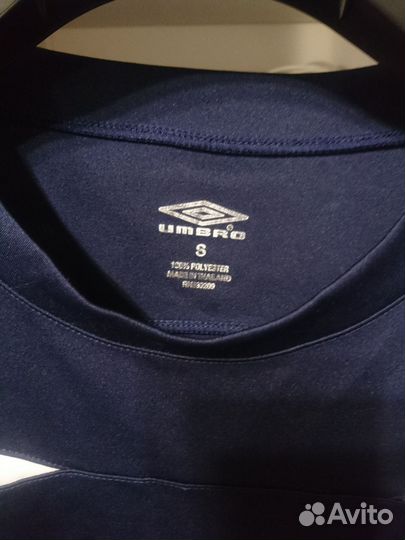 UMBRO
S
100% POLYESTER
MADE IN THAILAND
Avito